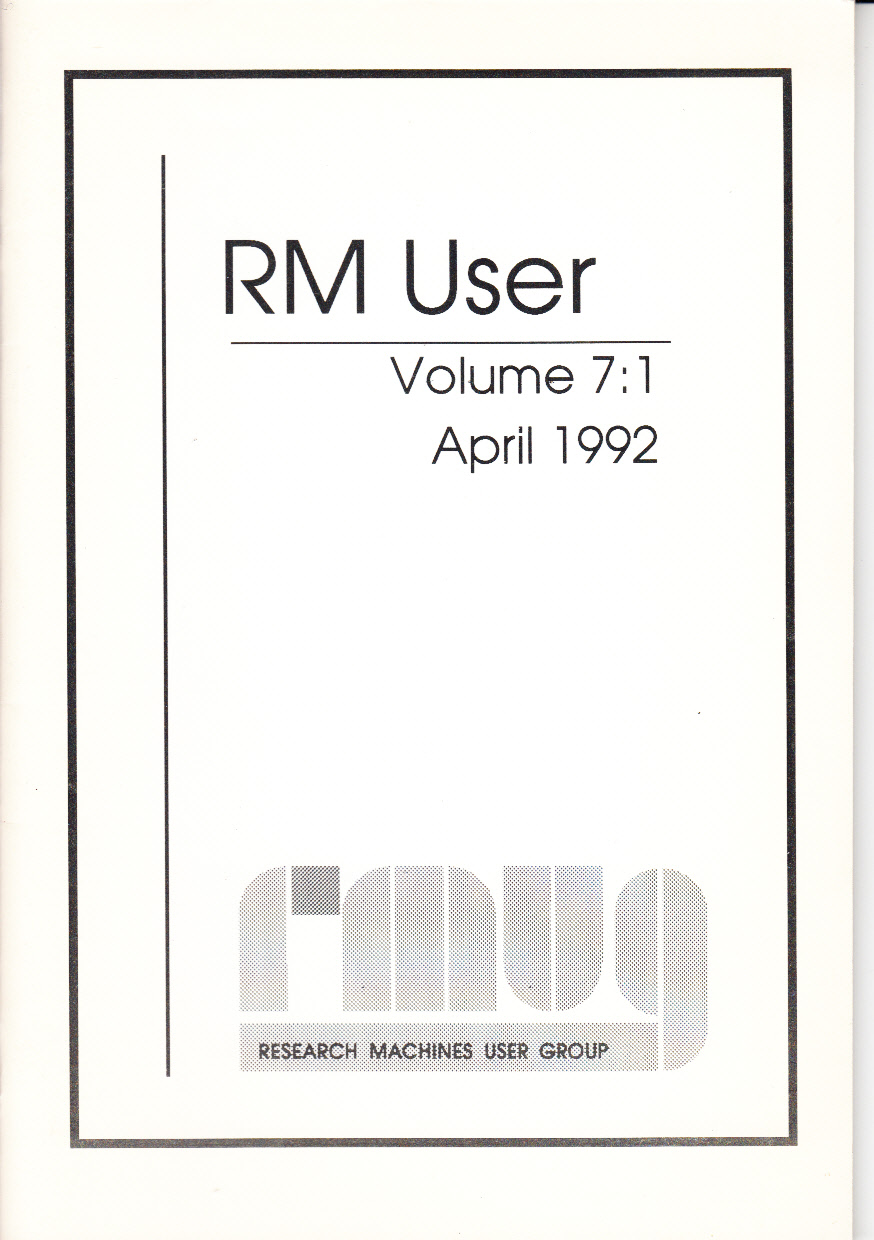 RM User
Volume 7:1
April 1992
rmug
RESEARCH MACHINES USER GROUP